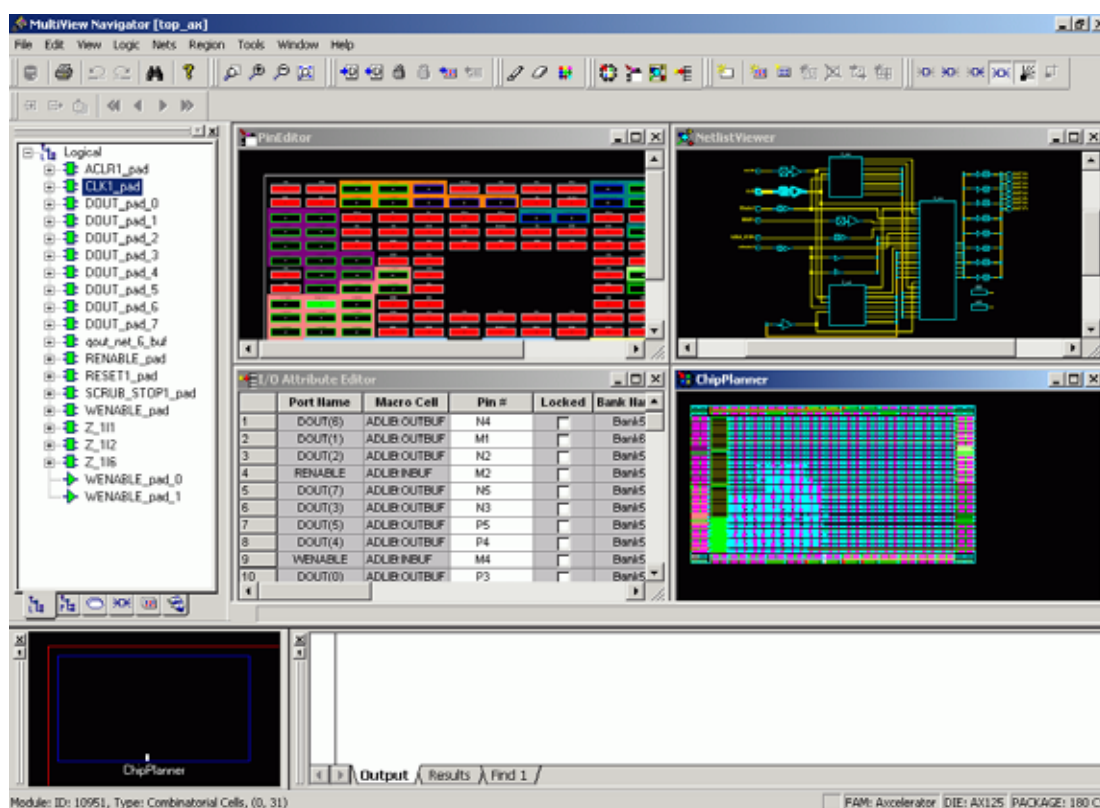 MultiView Navigator [top_ax]
File Edit View Logic Nets Region Tools Window Help
Logical
ACLR1_pad
CLK1_pad
DOUT_pad_0
DOUT_pad_1
DOUT_pad_2
DOUT_pad_3
DOUT_pad_4
DOUT_pad_5
DOUT_pad_6
DOUT_pad_7
qout_net_6_buf
RENABLE_pad
RESET1_pad
SCRUB_STOP1_pad
WENABLE_pad
Z_1I1
Z_1I2
Z_1I6
WENABLE_pad_0
WENABLE_pad_1
PinEditor
NetlistViewer
I/O Attribute Editor
Port Name Macro Cell Pin # Locked Bank Na
1 DOUT(6) ADLIB:OUTBUF N4 Bank5
2 DOUT(1) ADLIB:OUTBUF M1 Bank6
3 DOUT(2) ADLIB:OUTBUF N2 Bank5
4 RENABLE ADLIB:INBUF M2 Bank5
5 DOUT(7) ADLIB:OUTBUF N5 Bank5
6 DOUT(3) ADLIB:OUTBUF N3 Bank5
7 DOUT(5) ADLIB:OUTBUF P5 Bank5
8 DOUT(4) ADLIB:OUTBUF P4 Bank5
9 WENABLE ADLIB:INBUF M4 Bank5
10 DOUT(0) ADLIB:OUTBUF P3 Bank5
ChipPlanner
ChipPlanner
Output Results Find 1
Module: ID: 10951, Type: Combinatorial Cells, (0, 31)
FAM: Axcelerator DIE: AX125 PACKAGE: 180 C